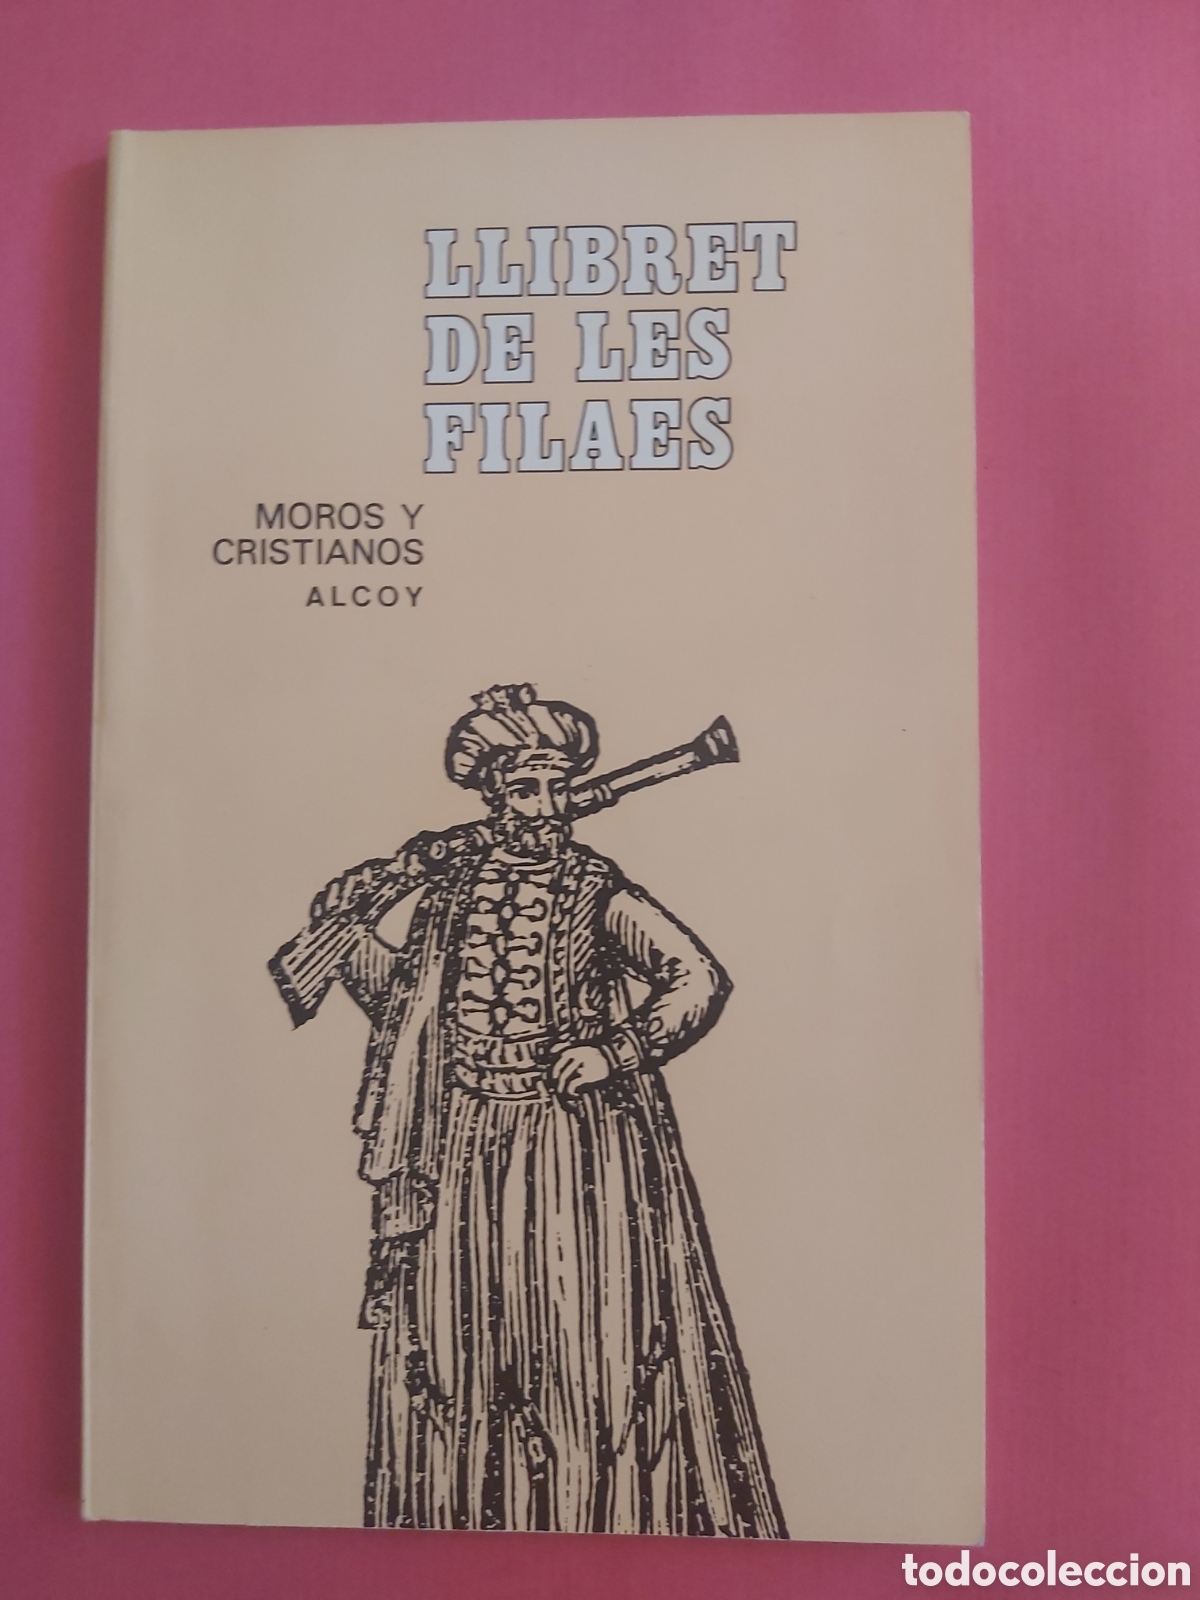 LLIBRET
DE LES
FILAES
MOROS Y
CRISTIANOS
ALCOY
todocoleccion